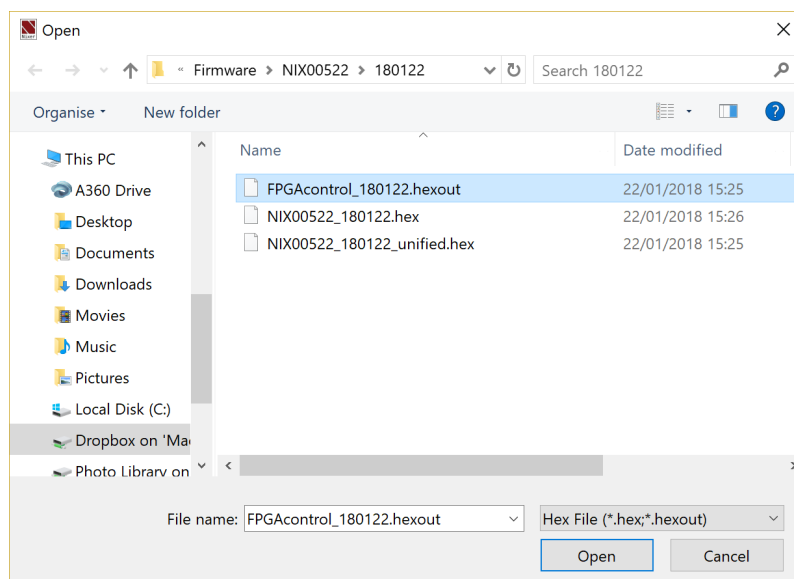 Open
« Firmware > NIX00522 > 180122
Search 180122
Organise
New folder
?
Name
Date modified
This PC
A360 Drive
Desktop
Documents
Downloads
Movies
Music
Pictures
Local Disk (C:)
Dropbox on 'Ma
Photo Library on
FPGAcontrol_180122.hexout 22/01/2018 15:25
NIX00522_180122.hex 22/01/2018 15:26
NIX00522_180122_unified.hex 22/01/2018 15:25
File name: FPGAcontrol_180122.hexout
Hex File (*.hex;*.hexout)
Open
Cancel